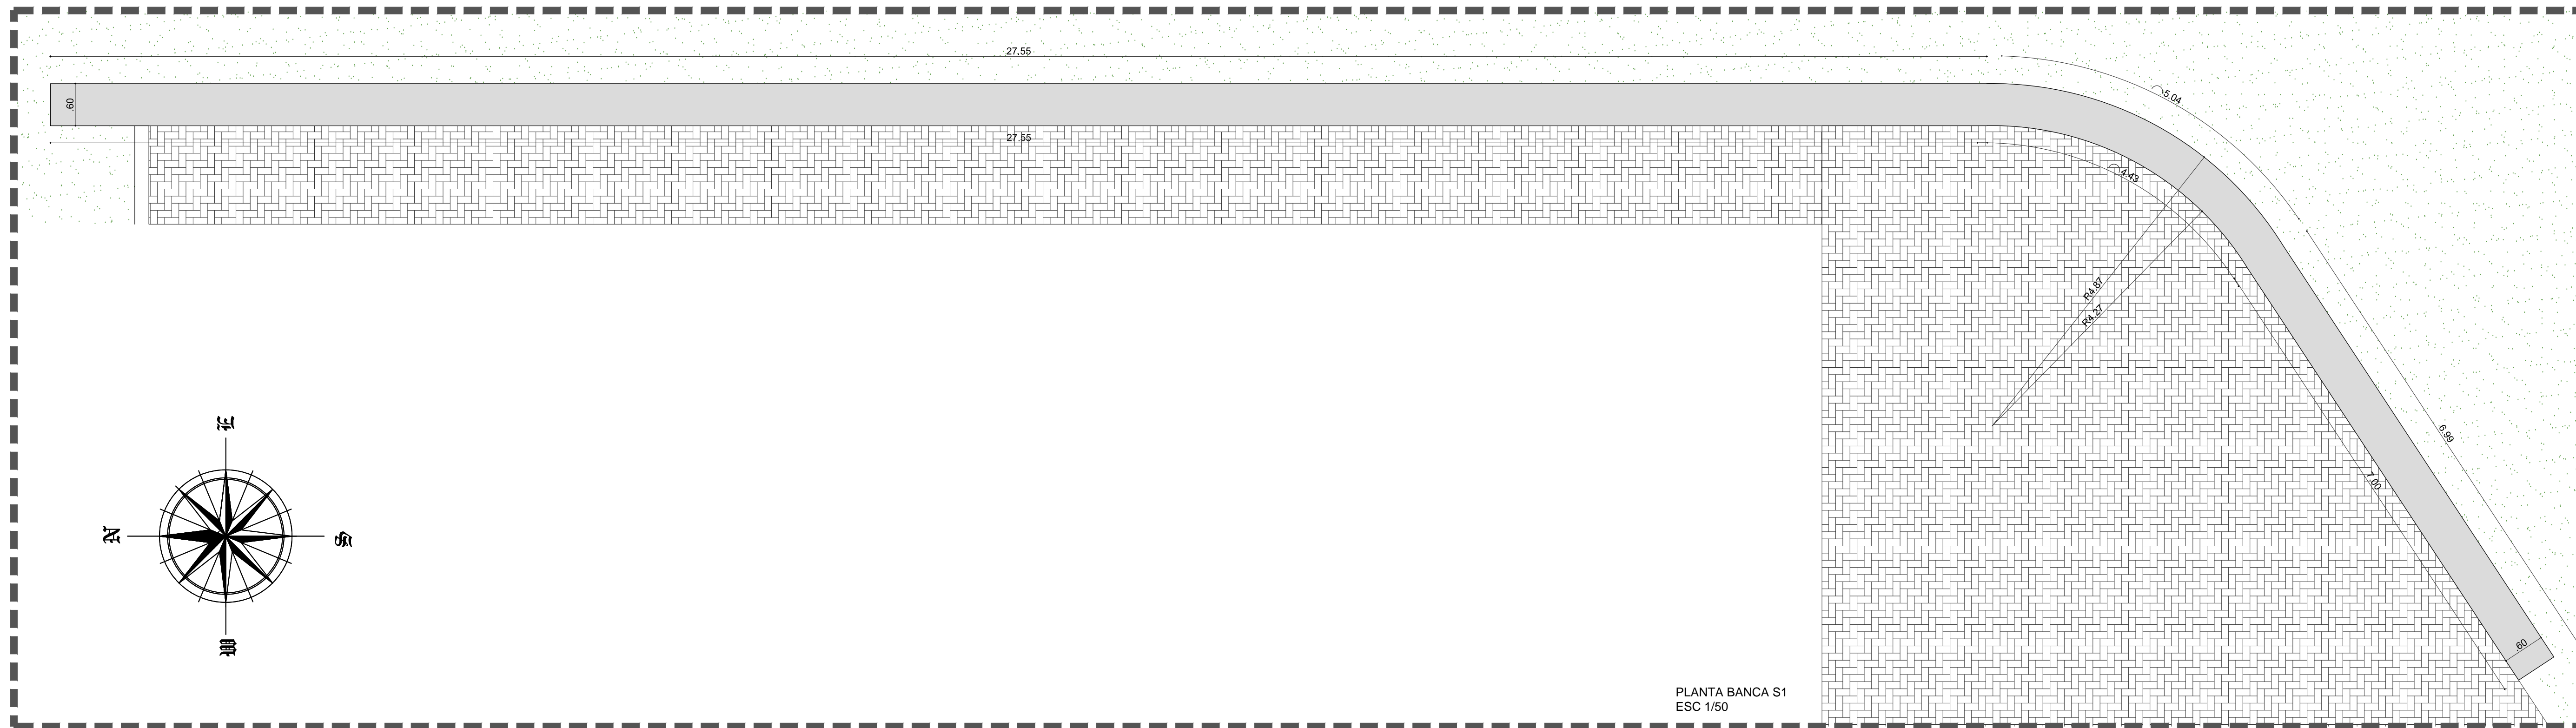 27.55
5.04
.60
27.55
4.43
R4.87
R4.27
6.99
7.00
E
N
S
W
.60
PLANTA BANCA S1
ESC 1/50